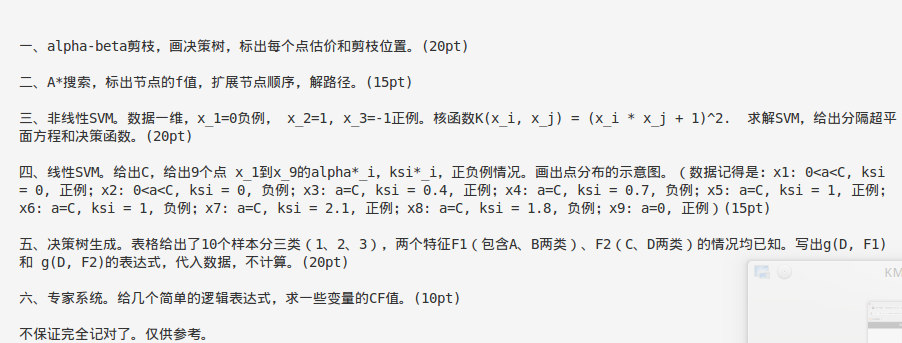 一、alpha-beta剪枝，画决策树，标出每个点估价和剪枝位置。(20pt)
二、A*搜索，标出节点的f值，扩展节点顺序，解路径。(15pt)
三、非线性SVM。数据一维，x_1=0负例， x_2=1, x_3=-1正例。核函数K(x_i, x_j) = (x_i * x_j + 1)^2.  求解SVM，给出分隔超平
面方程和决策函数。(20pt)
四、线性SVM。给出C，给出9个点 x_1到x_9的alpha*_i，ksi*_i，正负例情况。画出点分布的示意图。（数据记得是：x1: 0<a<C, ksi
= 0, 正例；x2: 0<a<C, ksi = 0, 负例；x3: a=C, ksi = 0.4, 正例；x4: a=C, ksi = 0.7, 负例；x5: a=C, ksi = 1, 正例；
x6: a=C, ksi = 1, 负例；x7: a=C, ksi = 2.1, 正例；x8: a=C, ksi = 1.8, 负例；x9: a=0, 正例）(15pt)
五、决策树生成。表格给出了10个样本分三类（1、2、3），两个特征F1（包含A、B两类）、F2（C、D两类）的情况均已知。写出g(D, F1)
和 g(D, F2)的表达式，代入数据，不计算。(20pt)
六、专家系统。给几个简单的逻辑表达式，求一些变量的CF值。(10pt)
不保证完全记对了。仅供参考。
KM